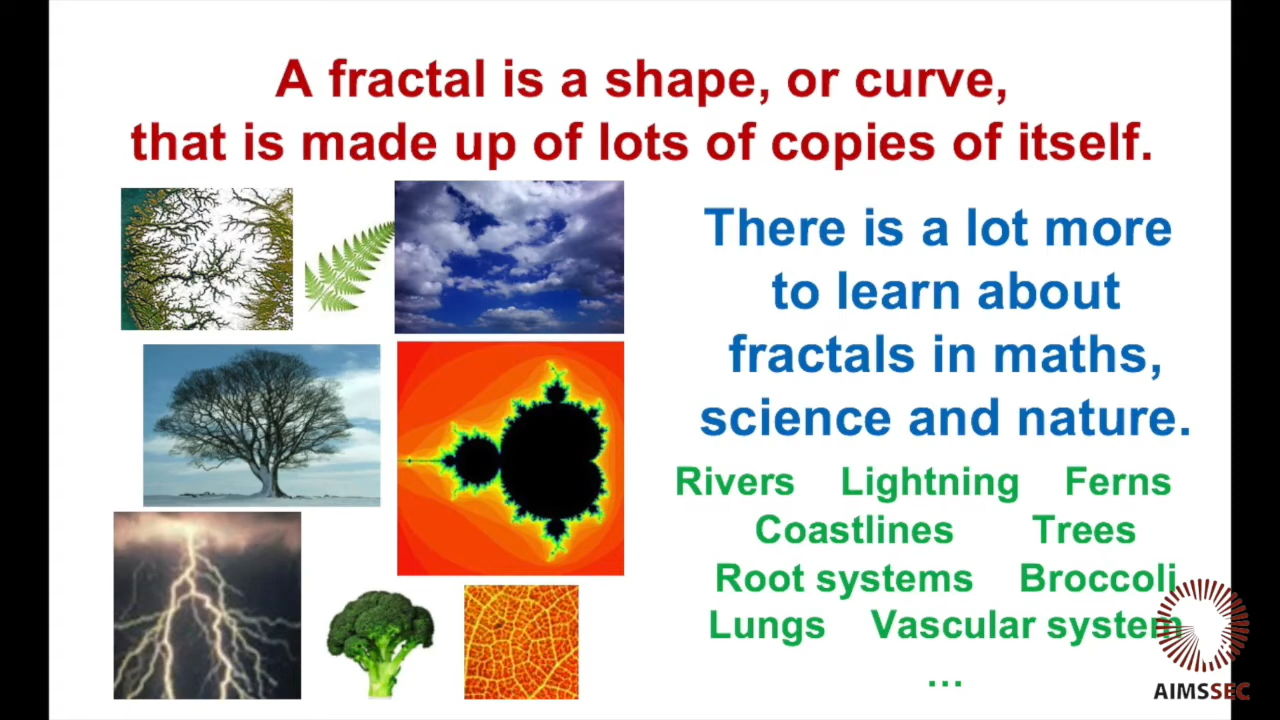 A fractal is a shape, or curve,
that is made up of lots of copies of itself.
There is a lot more
to learn about
fractals in maths,
science and nature.
Rivers Lightning Ferns
Coastlines Trees
Root systems Broccoli
Lungs Vascular system
...
AIMSSEC